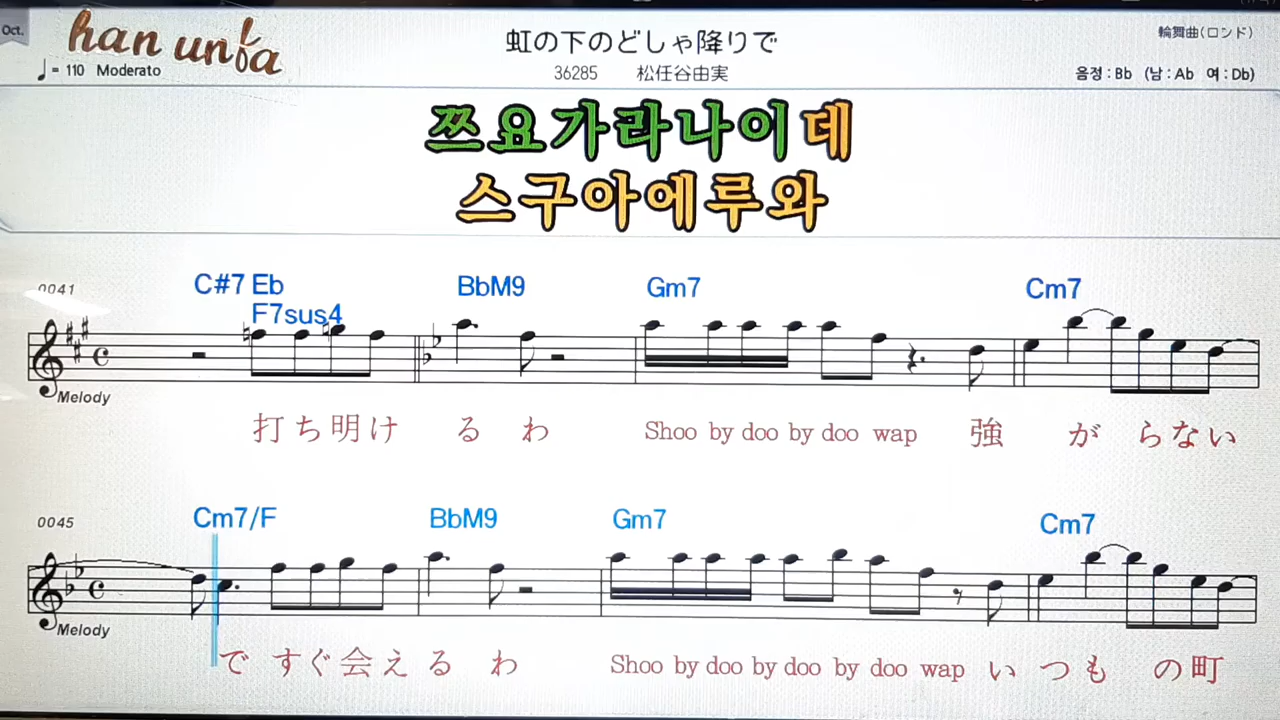 Oct.
han unba
♩= 110 Moderato
虹の下のどしゃ降りで
36285 松任谷由実
輪舞曲(ロンド)
음정 : Bb (남 : Ab 여 : Db)
쯔요가라나이데
스구아에루와
0041
C#7 Eb BbM9 Gm7 Cm7
F7sus4
Melody
打ち明け る わ Shoo by doo by doo wap 強 が らない
0045
Cm7/F BbM9 Gm7 Cm7
Melody
で すぐ会える わ Shoo by doo by doo by doo wap い つも の町